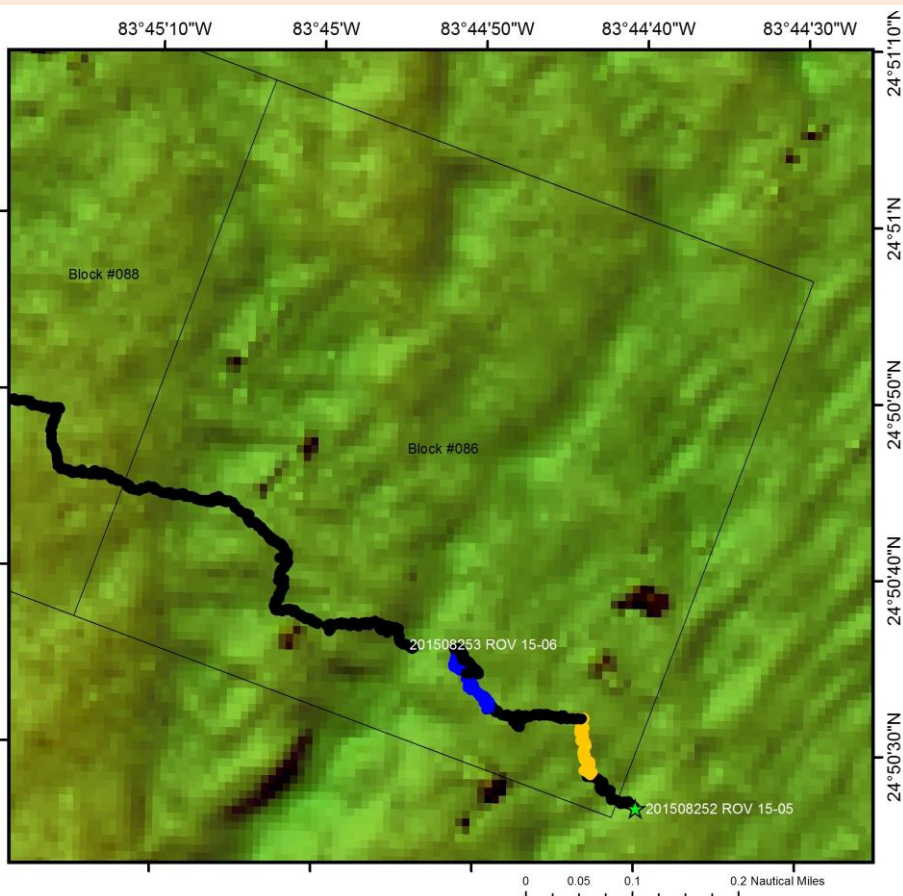 83°45'10"W 83°45'W 83°44'50"W 83°44'40"W 83°44'30"W
24°51'10"N
24°51'N
Block #088
24°50'50"N
Block #086
24°50'40"N
201508253 ROV 15-06
24°50'30"N
201508252 ROV 15-05
0 0.05 0.1 0.2 Nautical Miles